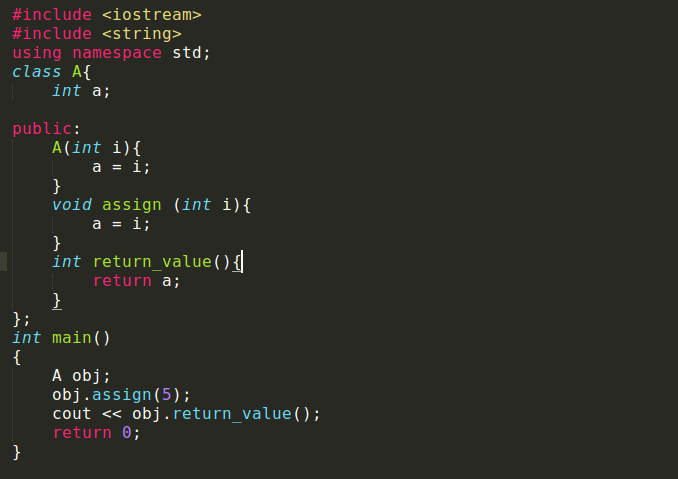 #include <iostream>
#include <string>
using namespace std;
class A{
    int a;

public:
    A(int i){
        a = i;
    }
    void assign (int i){
        a = i;
    }
    int return_value(){
        return a;
    }
};
int main()
{
    A obj;
    obj.assign(5);
    cout << obj.return_value();
    return 0;
}